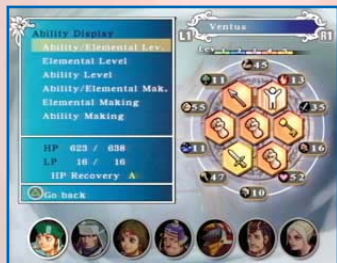 L1
Ventus
R1
Ability Display
Ability/Elemental Lev.
Elemental Level
Ability Level
Ability/Elemental Mak.
Elemental Making
Ability Making
HP 623 / 638
LP 16 / 16
HP Recovery A
Go back
Lev
45
11
13
55
35
11
16
47
52
10